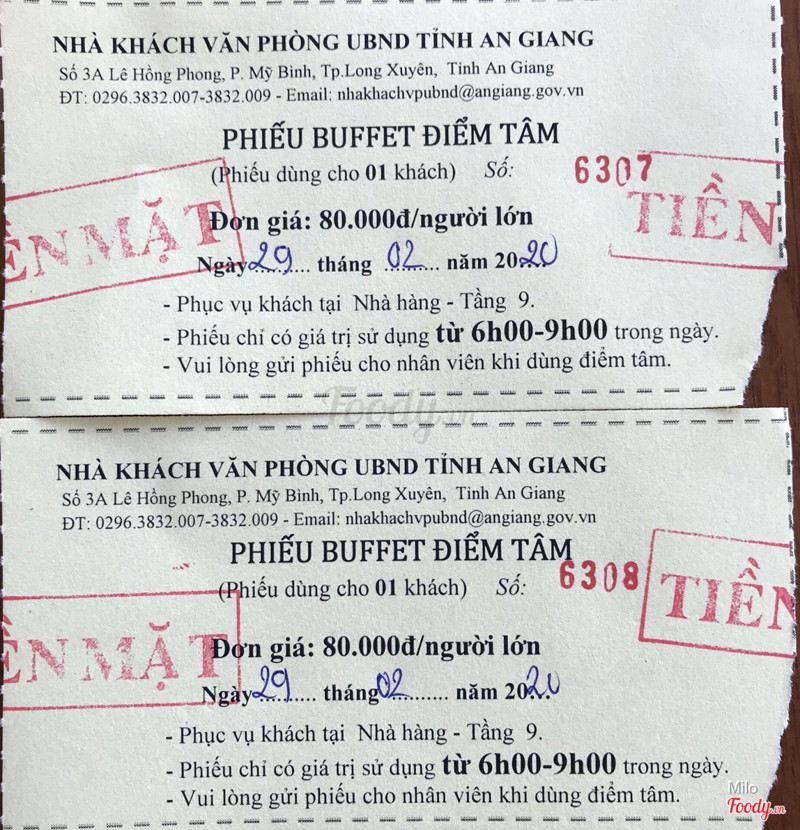 NHÀ KHÁCH VĂN PHÒNG UBND TỈNH AN GIANG
Số 3A Lê Hồng Phong, P. Mỹ Bình, Tp.Long Xuyên, Tỉnh An Giang
ĐT: 0296.3832.007-3832.009 - Email: nhakhachvpubnd@angiang.gov.vn
PHIẾU BUFFET ĐIỂM TÂM
(Phiếu dùng cho 01 khách) Số: 6307
ỀN MẶT
TIỀN
Đơn giá: 80.000đ/người lớn
Ngày 29 tháng 02 năm 2020
- Phục vụ khách tại Nhà hàng - Tầng 9.
- Phiếu chỉ có giá trị sử dụng từ 6h00-9h00 trong ngày.
- Vui lòng gửi phiếu cho nhân viên khi dùng điểm tâm.
Foody.vn
NHÀ KHÁCH VĂN PHÒNG UBND TỈNH AN GIANG
Số 3A Lê Hồng Phong, P. Mỹ Bình, Tp.Long Xuyên, Tỉnh An Giang
ĐT: 0296.3832.007-3832.009 - Email: nhakhachvpubnd@angiang.gov.vn
PHIẾU BUFFET ĐIỂM TÂM
(Phiếu dùng cho 01 khách) Số: 6308
TIỀN
ỀN MẶT
Đơn giá: 80.000đ/người lớn
Ngày 29 tháng 02 năm 2020
- Phục vụ khách tại Nhà hàng - Tầng 9.
- Phiếu chỉ có giá trị sử dụng từ 6h00-9h00 trong ngày.
- Vui lòng gửi phiếu cho nhân viên khi dùng điểm tâm.
Milo
Foody.vn